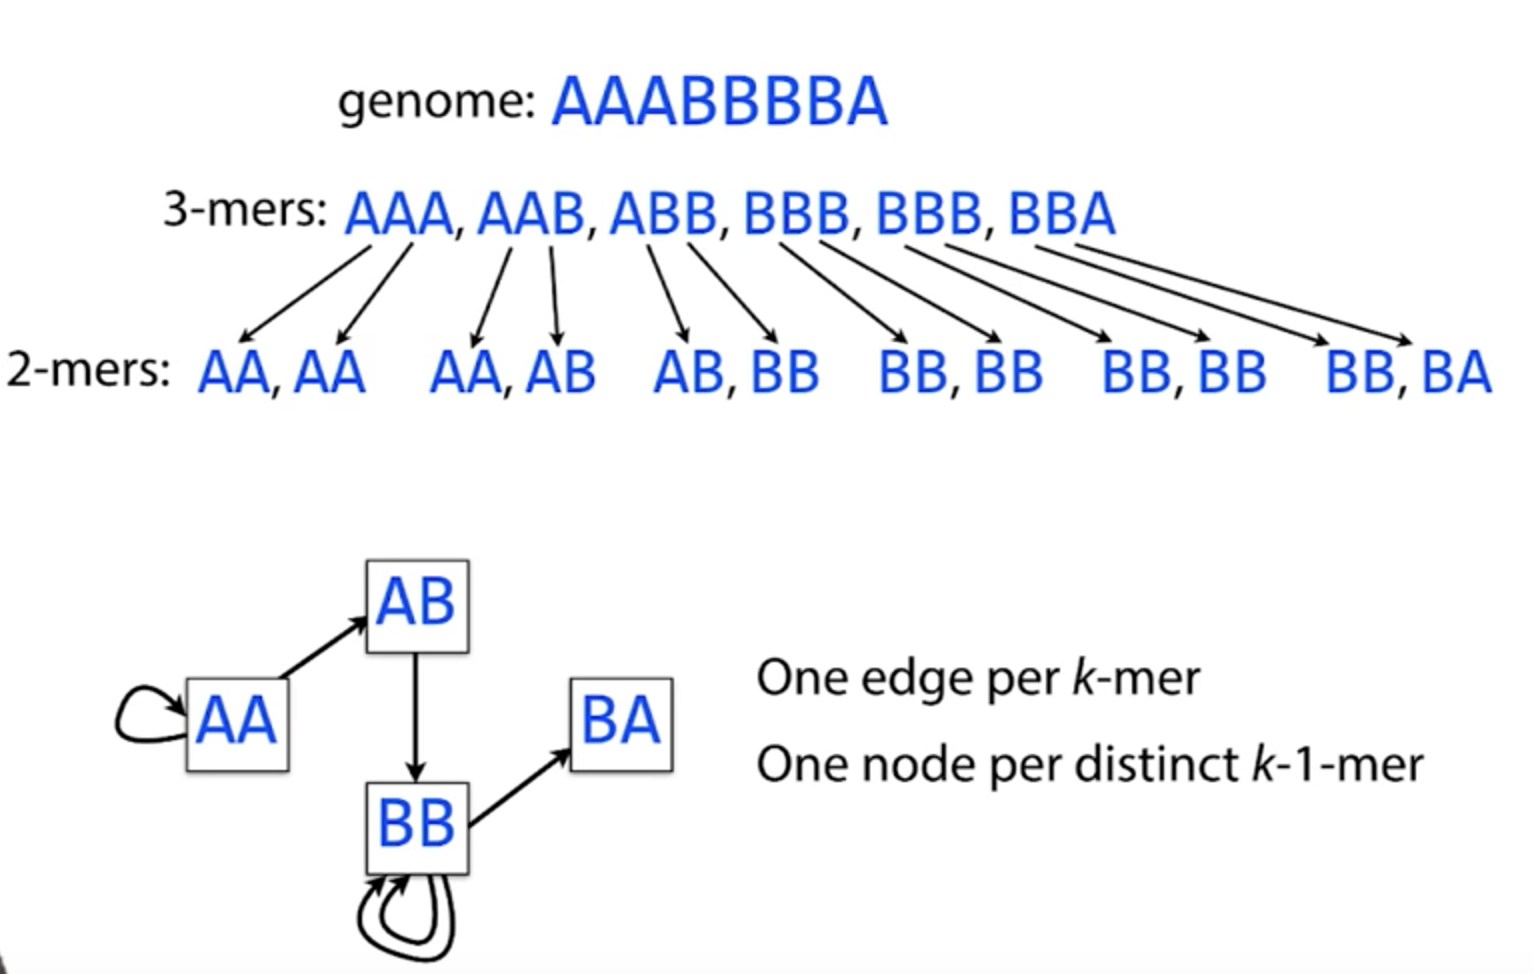 genome: AAABBBBA
3-mers: AAA, AAB, ABB, BBB, BBB, BBA
2-mers: AA, AA AA, AB AB, BB BB, BB BB, BB BB, BA
AB
AA
BA
BB
One edge per k-mer
One node per distinct k-1-mer